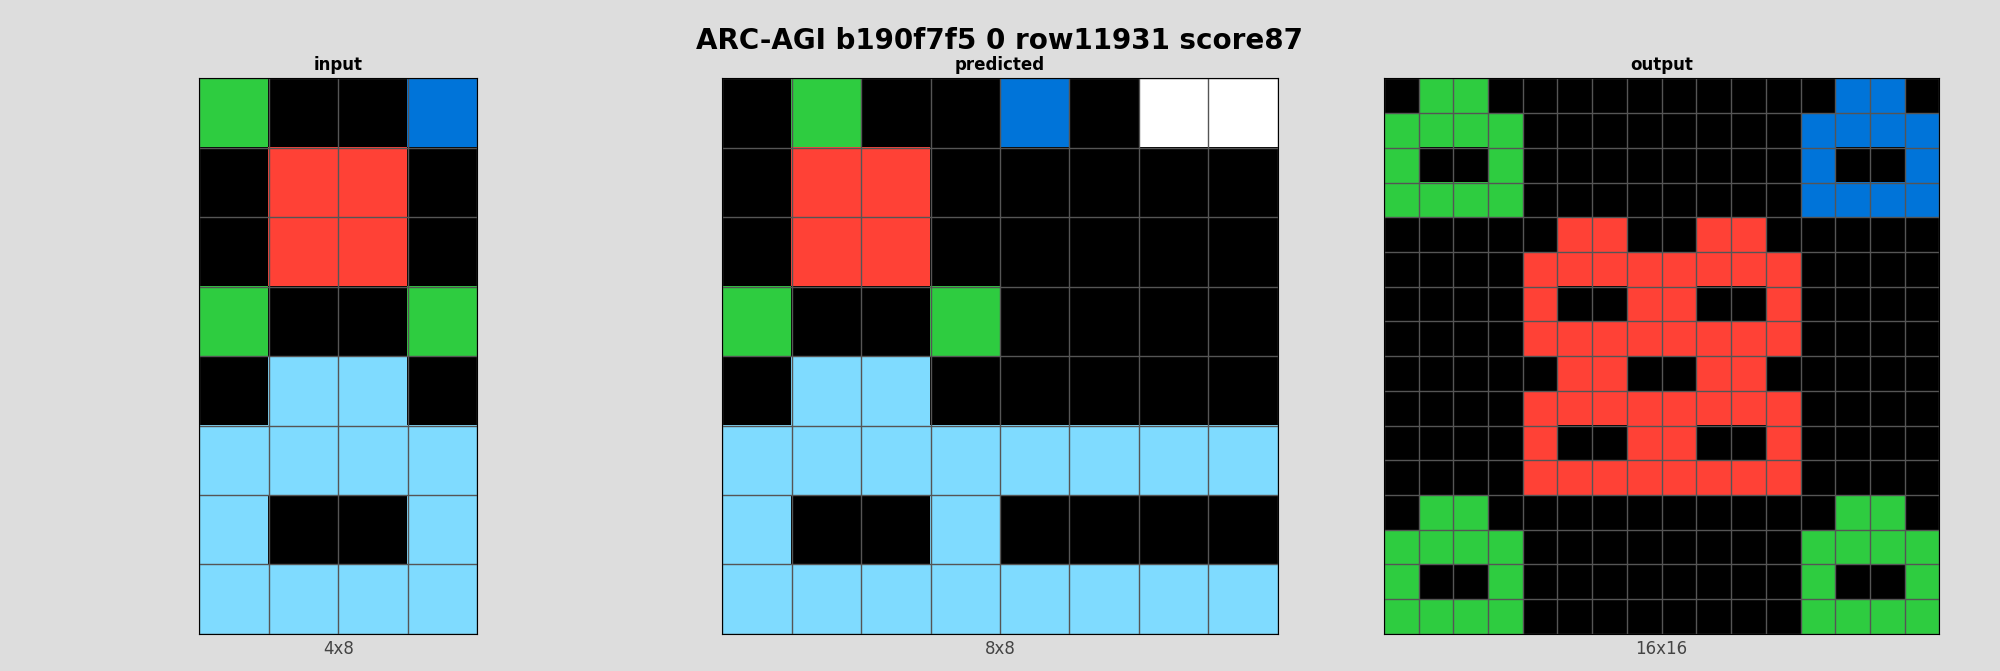 ARC-AGI b190f7f5 0 row11931 score87
input
predicted
output
4x8
8x8
16x16